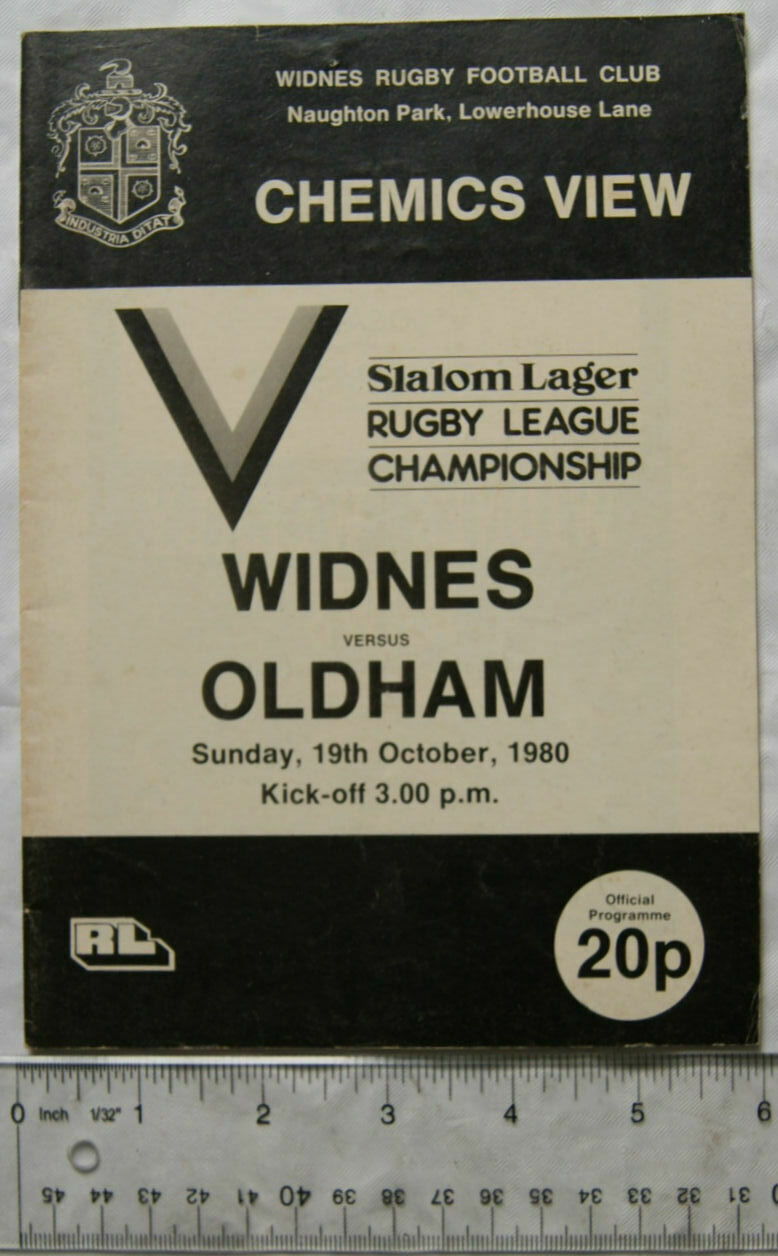 WIDNES RUGBY FOOTBALL CLUB
Naughton Park, Lowerhouse Lane
CHEMICS VIEW
INDUSTRIA DITAT
Slalom Lager
RUGBY LEAGUE
CHAMPIONSHIP
WIDNES
VERSUS
OLDHAM
Sunday, 19th October, 1980
Kick-off 3.00 p.m.
RL
Official
Programme
20p
0 Inch 1/32" 1 2 3 4 5 6
45 44 43 42 41 40 39 38 37 36 35 34 33 32 31